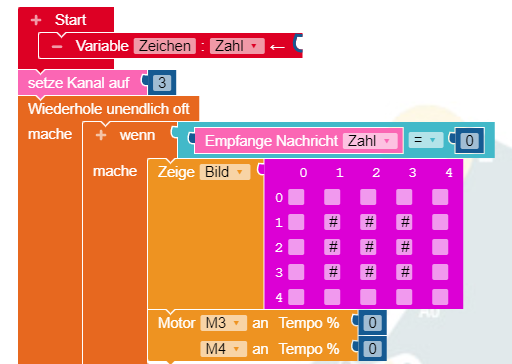 + Start
− Variable Zeichen : Zahl ▾ ←
setze Kanal auf 3
Wiederhole unendlich oft
mache + wenn Empfange Nachricht Zahl ▾ = ▾ 0
mache Zeige Bild ▾ 0 1 2 3 4
0
1 # # #
2 # # #
3 # # #
4
Motor M3 ▾ an Tempo % 0
M4 ▾ an Tempo % 0